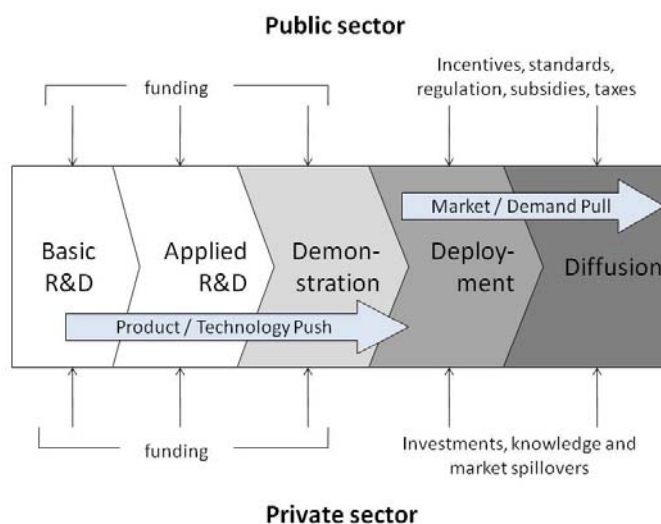 Public sector
funding
Incentives, standards,
regulation, subsidies, taxes
Market / Demand Pull
Basic
R&D
Applied
R&D
Demon-
stration
Deploy-
ment
Diffusion
Product / Technology Push
funding
Investments, knowledge and
market spillovers
Private sector